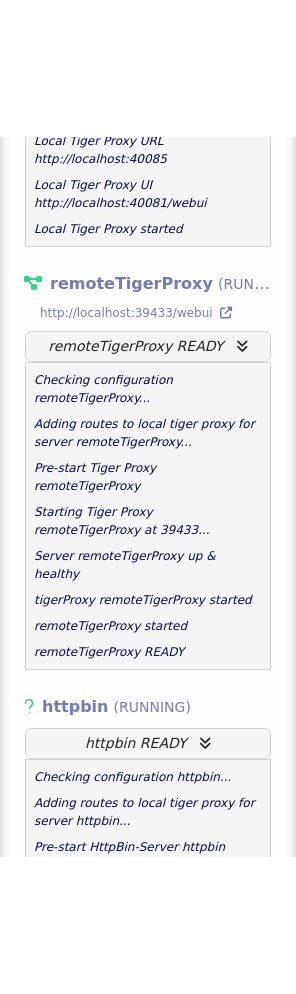 Local Tiger Proxy URL
http://localhost:40085
Local Tiger Proxy UI
http://localhost:40081/webui
Local Tiger Proxy started
remoteTigerProxy (RUN...
http://localhost:39433/webui
remoteTigerProxy READY
Checking configuration
remoteTigerProxy...
Adding routes to local tiger proxy for
server remoteTigerProxy...
Pre-start Tiger Proxy
remoteTigerProxy
Starting Tiger Proxy
remoteTigerProxy at 39433...
Server remoteTigerProxy up &
healthy
tigerProxy remoteTigerProxy started
remoteTigerProxy started
remoteTigerProxy READY
httpbin (RUNNING)
httpbin READY
Checking configuration httpbin...
Adding routes to local tiger proxy for
server httpbin...
Pre-start HttpBin-Server httpbin